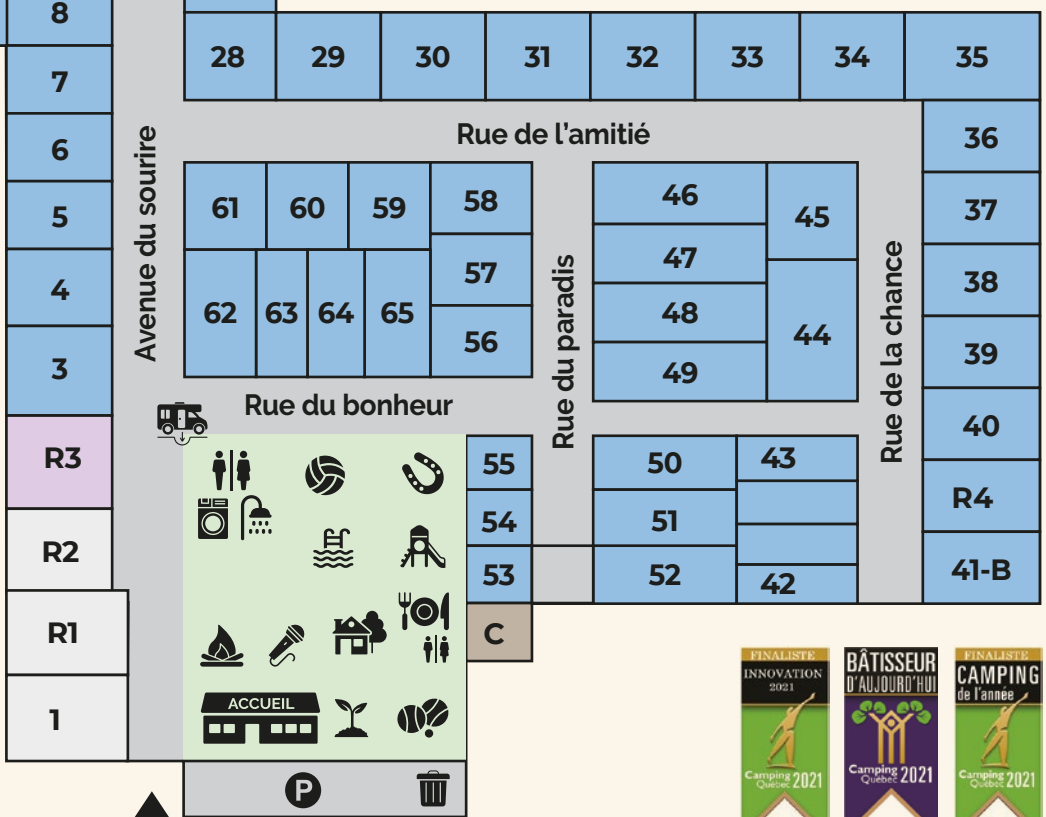 8
28
29
30
31
32
33
34
35
7
6
5
4
3
Avenue du sourire
Rue de l'amitié
61
60
59
58
62
63
64
65
57
56
Rue du paradis
46
47
48
49
45
44
Rue de la chance
36
37
38
39
40
R4
41-B
R3
R2
R1
1
Rue du bonheur
55
54
53
C
50
51
52
43
42
ACCUEIL
P
FINALISTE
INNOVATION
2021
Camping
Québec 2021
BÂTISSEUR
D'AUJOURD'HUI
Camping
Québec 2021
FINALISTE
CAMPING
de l'année
Camping
Québec 2021